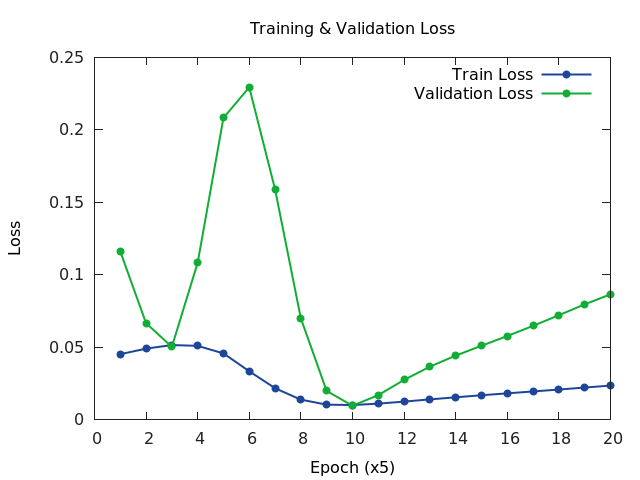 Training & Validation Loss
0.25
Train Loss
Validation Loss
0.2
0.15
Loss
0.1
0.05
0
0 2 4 6 8 10 12 14 16 18 20
Epoch (x5)